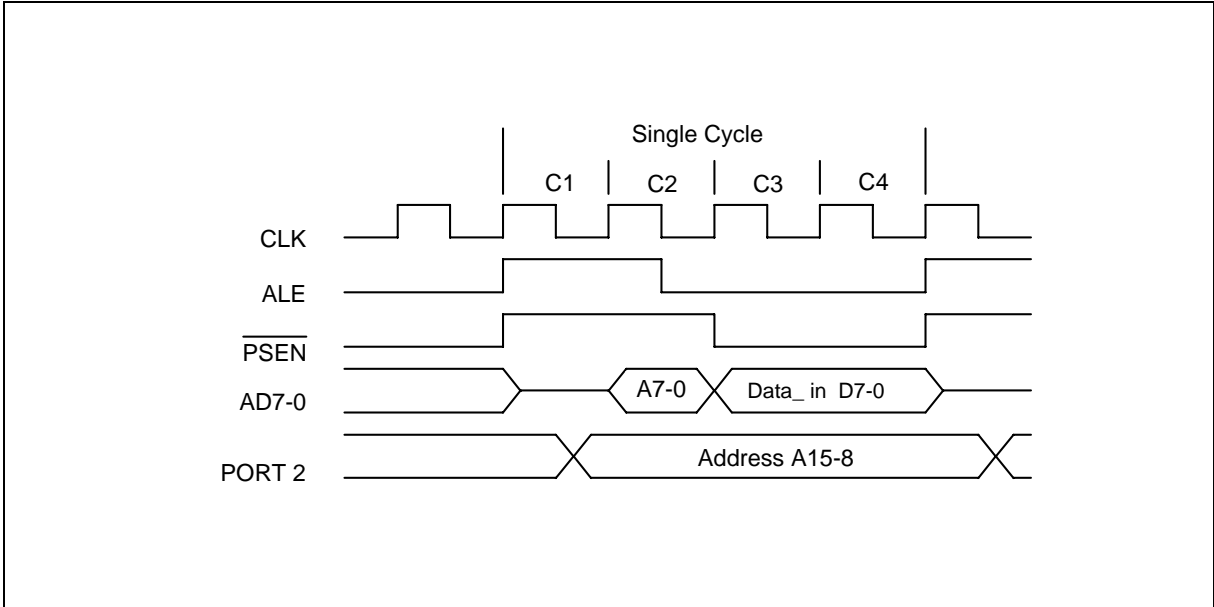 Single Cycle
C1 C2 C3 C4
CLK
ALE
PSEN
AD7-0 A7-0 Data_ in D7-0
PORT 2 Address A15-8